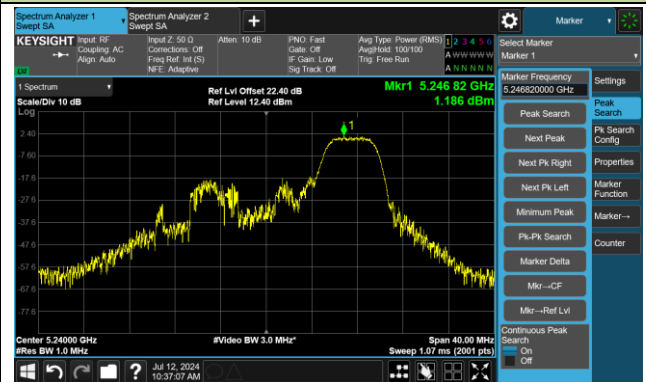 Spectrum Analyzer 1
Swept SA
Spectrum Analyzer 2
Swept SA
+
Marker
KEYSIGHT
Input: RF
Coupling: AC
Align: Auto
Input Z: 50 Ω
Corrections: Off
Freq Ref: Int (S)
NFE: Adaptive
Atten: 10 dB
PNO: Fast
Gate: Off
IF Gain: Low
Sig Track: Off
Avg Type: Power (RMS)
Avg|Hold: 100/100
Trig: Free Run
1 2 3 4 5 6
A W W W W W
A N N N N N
LXI
Select Marker
Marker 1
1 Spectrum
Scale/Div 10 dB
Log
Ref Lvl Offset 22.40 dB
Ref Level 12.40 dBm
Mkr1 5.246 82 GHz
1.186 dBm
1
2.40
-7.60
-17.6
-27.6
-37.6
-47.6
-57.6
-67.6
-77.6
Center 5.24000 GHz
#Res BW 1.0 MHz
#Video BW 3.0 MHz*
Span 40.00 MHz
Sweep 1.07 ms (2001 pts)
Marker Frequency
5.246820000 GHz
Peak Search
Next Peak
Next Pk Right
Next Pk Left
Minimum Peak
Pk-Pk Search
Marker Delta
Mkr→CF
Mkr→Ref Lvl
Continuous Peak
Search
On
Off
Settings
Peak
Search
Pk Search
Config
Properties
Marker
Function
Marker→
Counter
?
Jul 12, 2024
10:37:07 AM